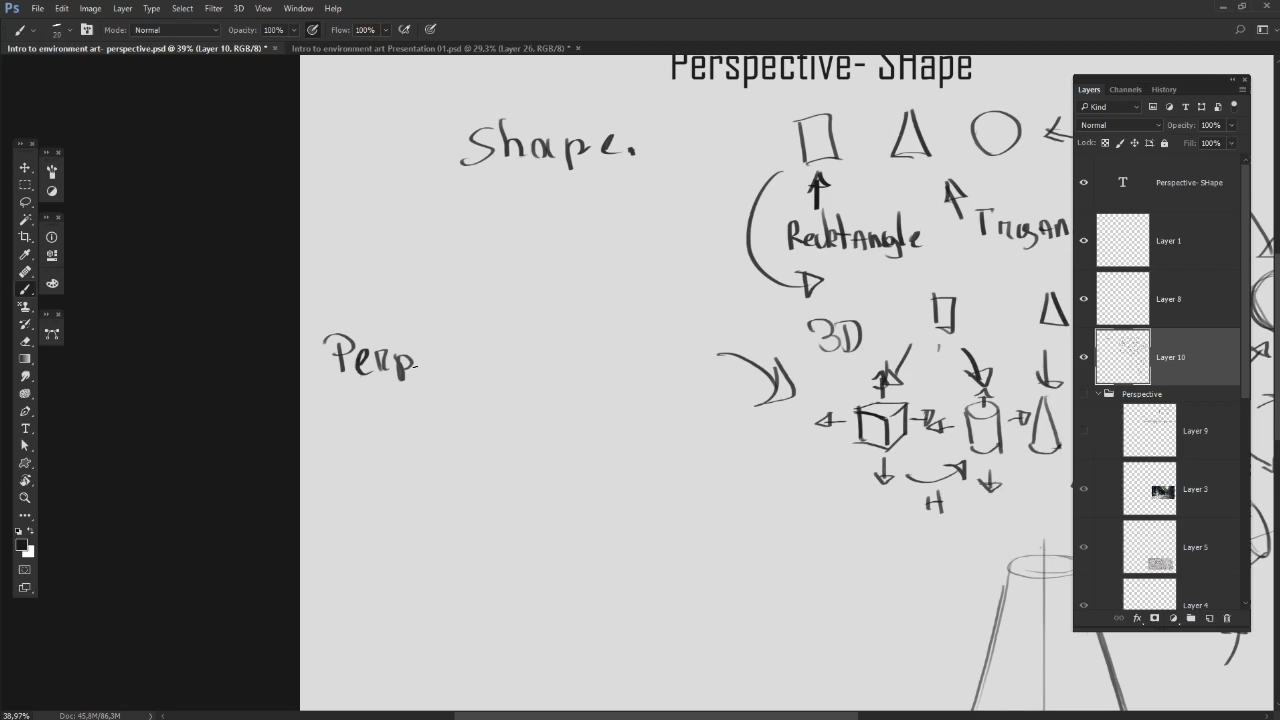 Ps File Edit Image Layer Type Select Filter 3D View Window Help
20 Mode: Normal Opacity: 100% Flow: 100%
Intro to environment art- perspective.psd @ 39% (Layer 10, RGB/8) * × Intro to environment art Presentation 01.psd @ 29,3% (Layer 26, RGB/8) * ×
Perspective- SHape
Shape.
Recktangle
3D
Perp
H
Layers Channels History
Kind
Normal Opacity: 100%
Lock: Fill: 100%
T Perspective- SHape
Layer 1
Layer 8
Layer 10
Perspective
Layer 9
Layer 3
Layer 5
Layer 4
fx
38,97% Doc: 45,8M/86,3M